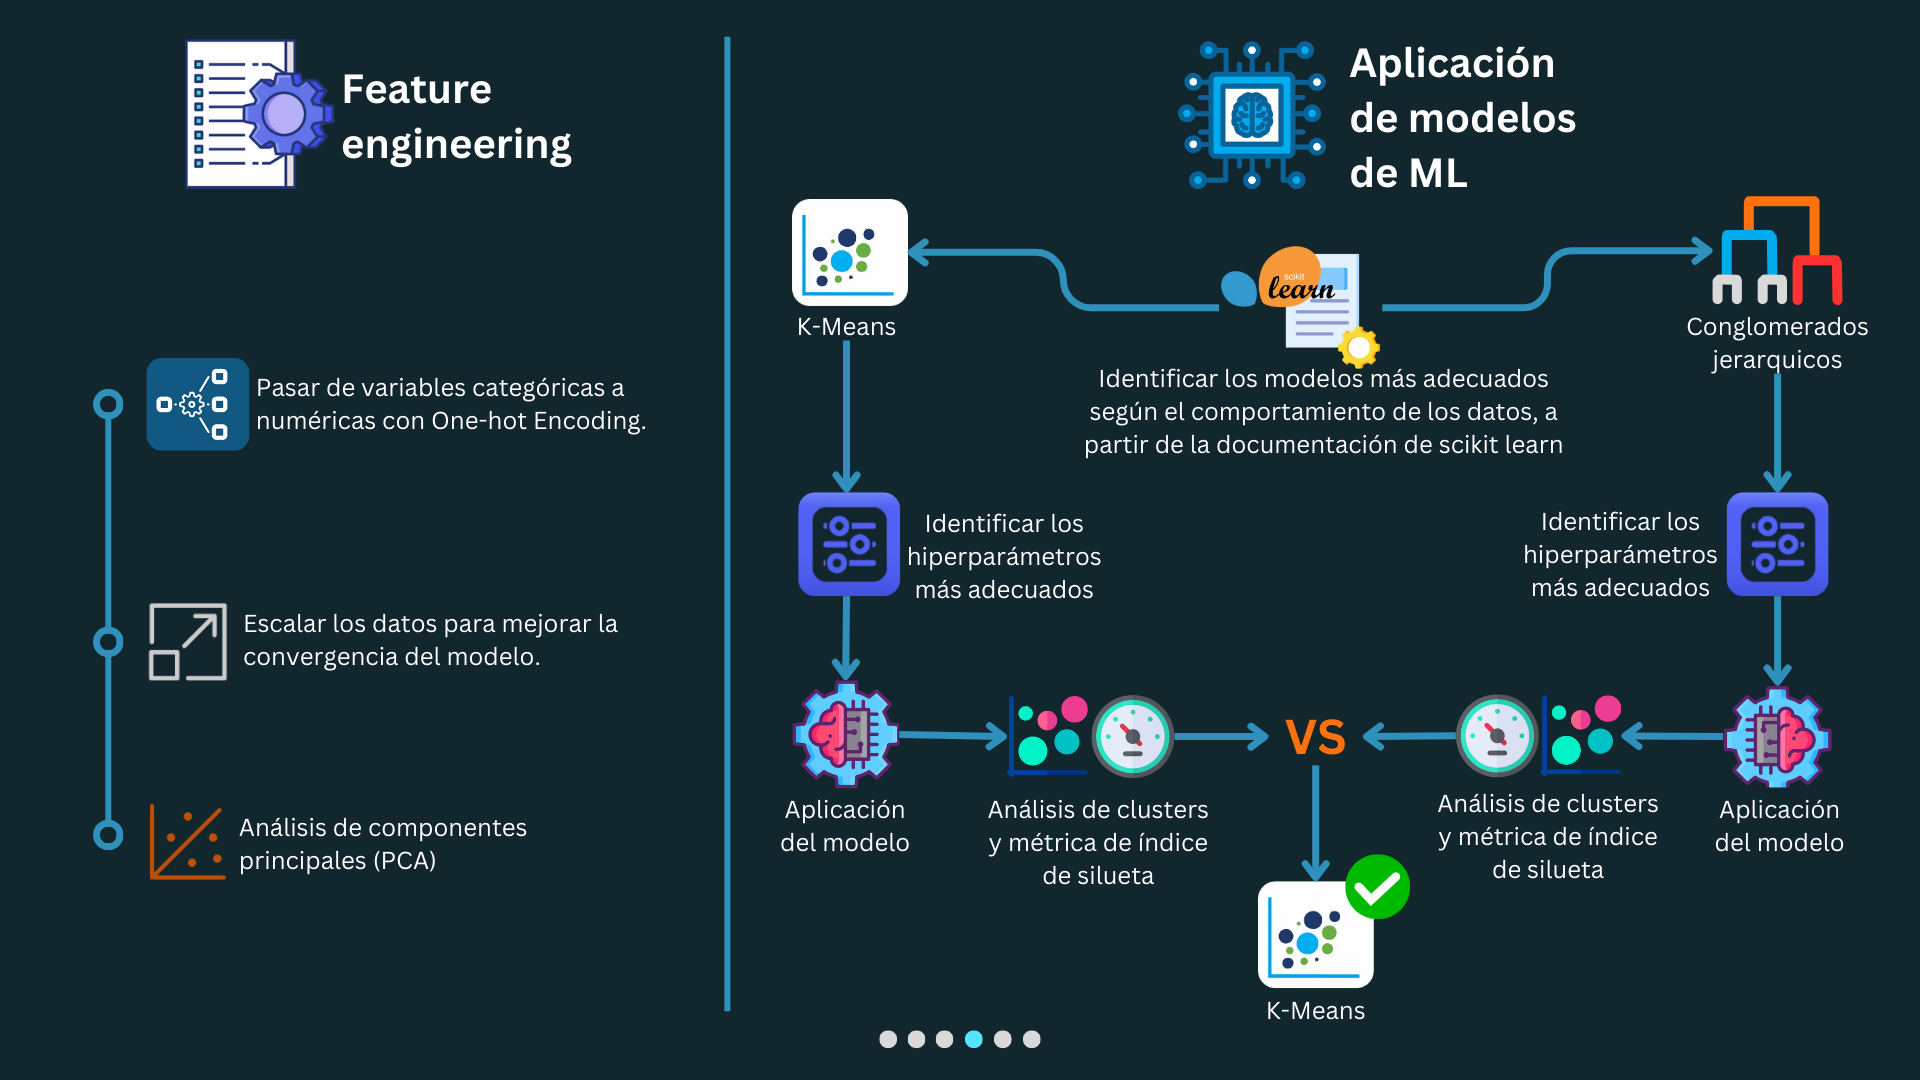 Feature
engineering
Pasar de variables categóricas a
numéricas con One-hot Encoding.
Escalar los datos para mejorar la
convergencia del modelo.
Análisis de componentes
principales (PCA)
Aplicación
de modelos
de ML
scikit
learn
Identificar los modelos más adecuados
según el comportamiento de los datos, a
partir de la documentación de scikit learn
K-Means
Identificar los
hiperparámetros
más adecuados
Aplicación
del modelo
Análisis de clusters
y métrica de índice
de silueta
Conglomerados
jerarquicos
Identificar los
hiperparámetros
más adecuados
Aplicación
del modelo
Análisis de clusters
y métrica de índice
de silueta
VS
K-Means